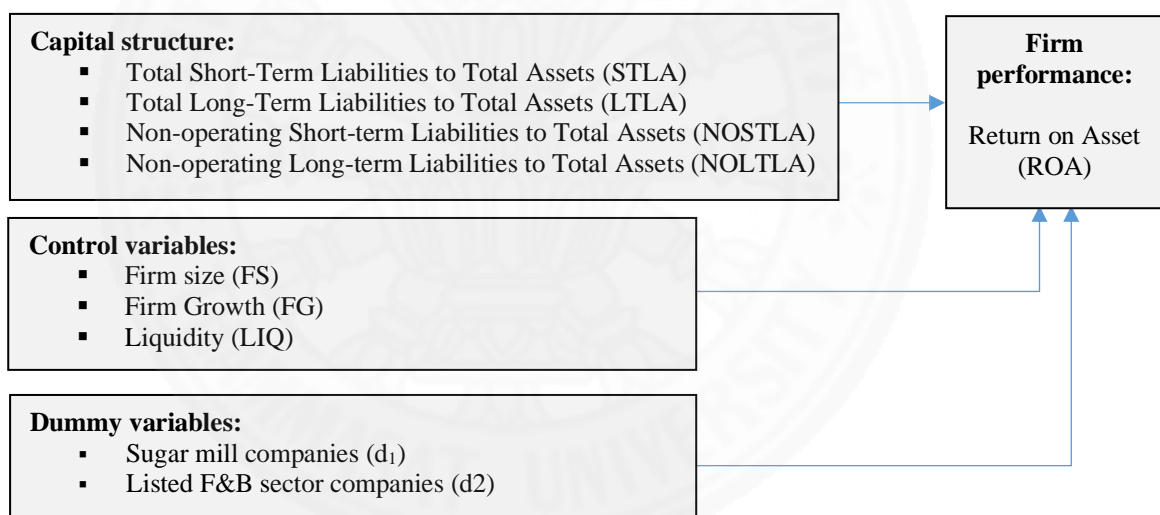 Capital structure:
▪ Total Short-Term Liabilities to Total Assets (STLA)
▪ Total Long-Term Liabilities to Total Assets (LTLA)
▪ Non-operating Short-term Liabilities to Total Assets (NOSTLA)
▪ Non-operating Long-term Liabilities to Total Assets (NOLTLA)
Firm
performance:
Return on Asset
(ROA)
Control variables:
▪ Firm size (FS)
▪ Firm Growth (FG)
▪ Liquidity (LIQ)
Dummy variables:
▪ Sugar mill companies (d₁)
▪ Listed F&B sector companies (d2)
UNIVERSITY